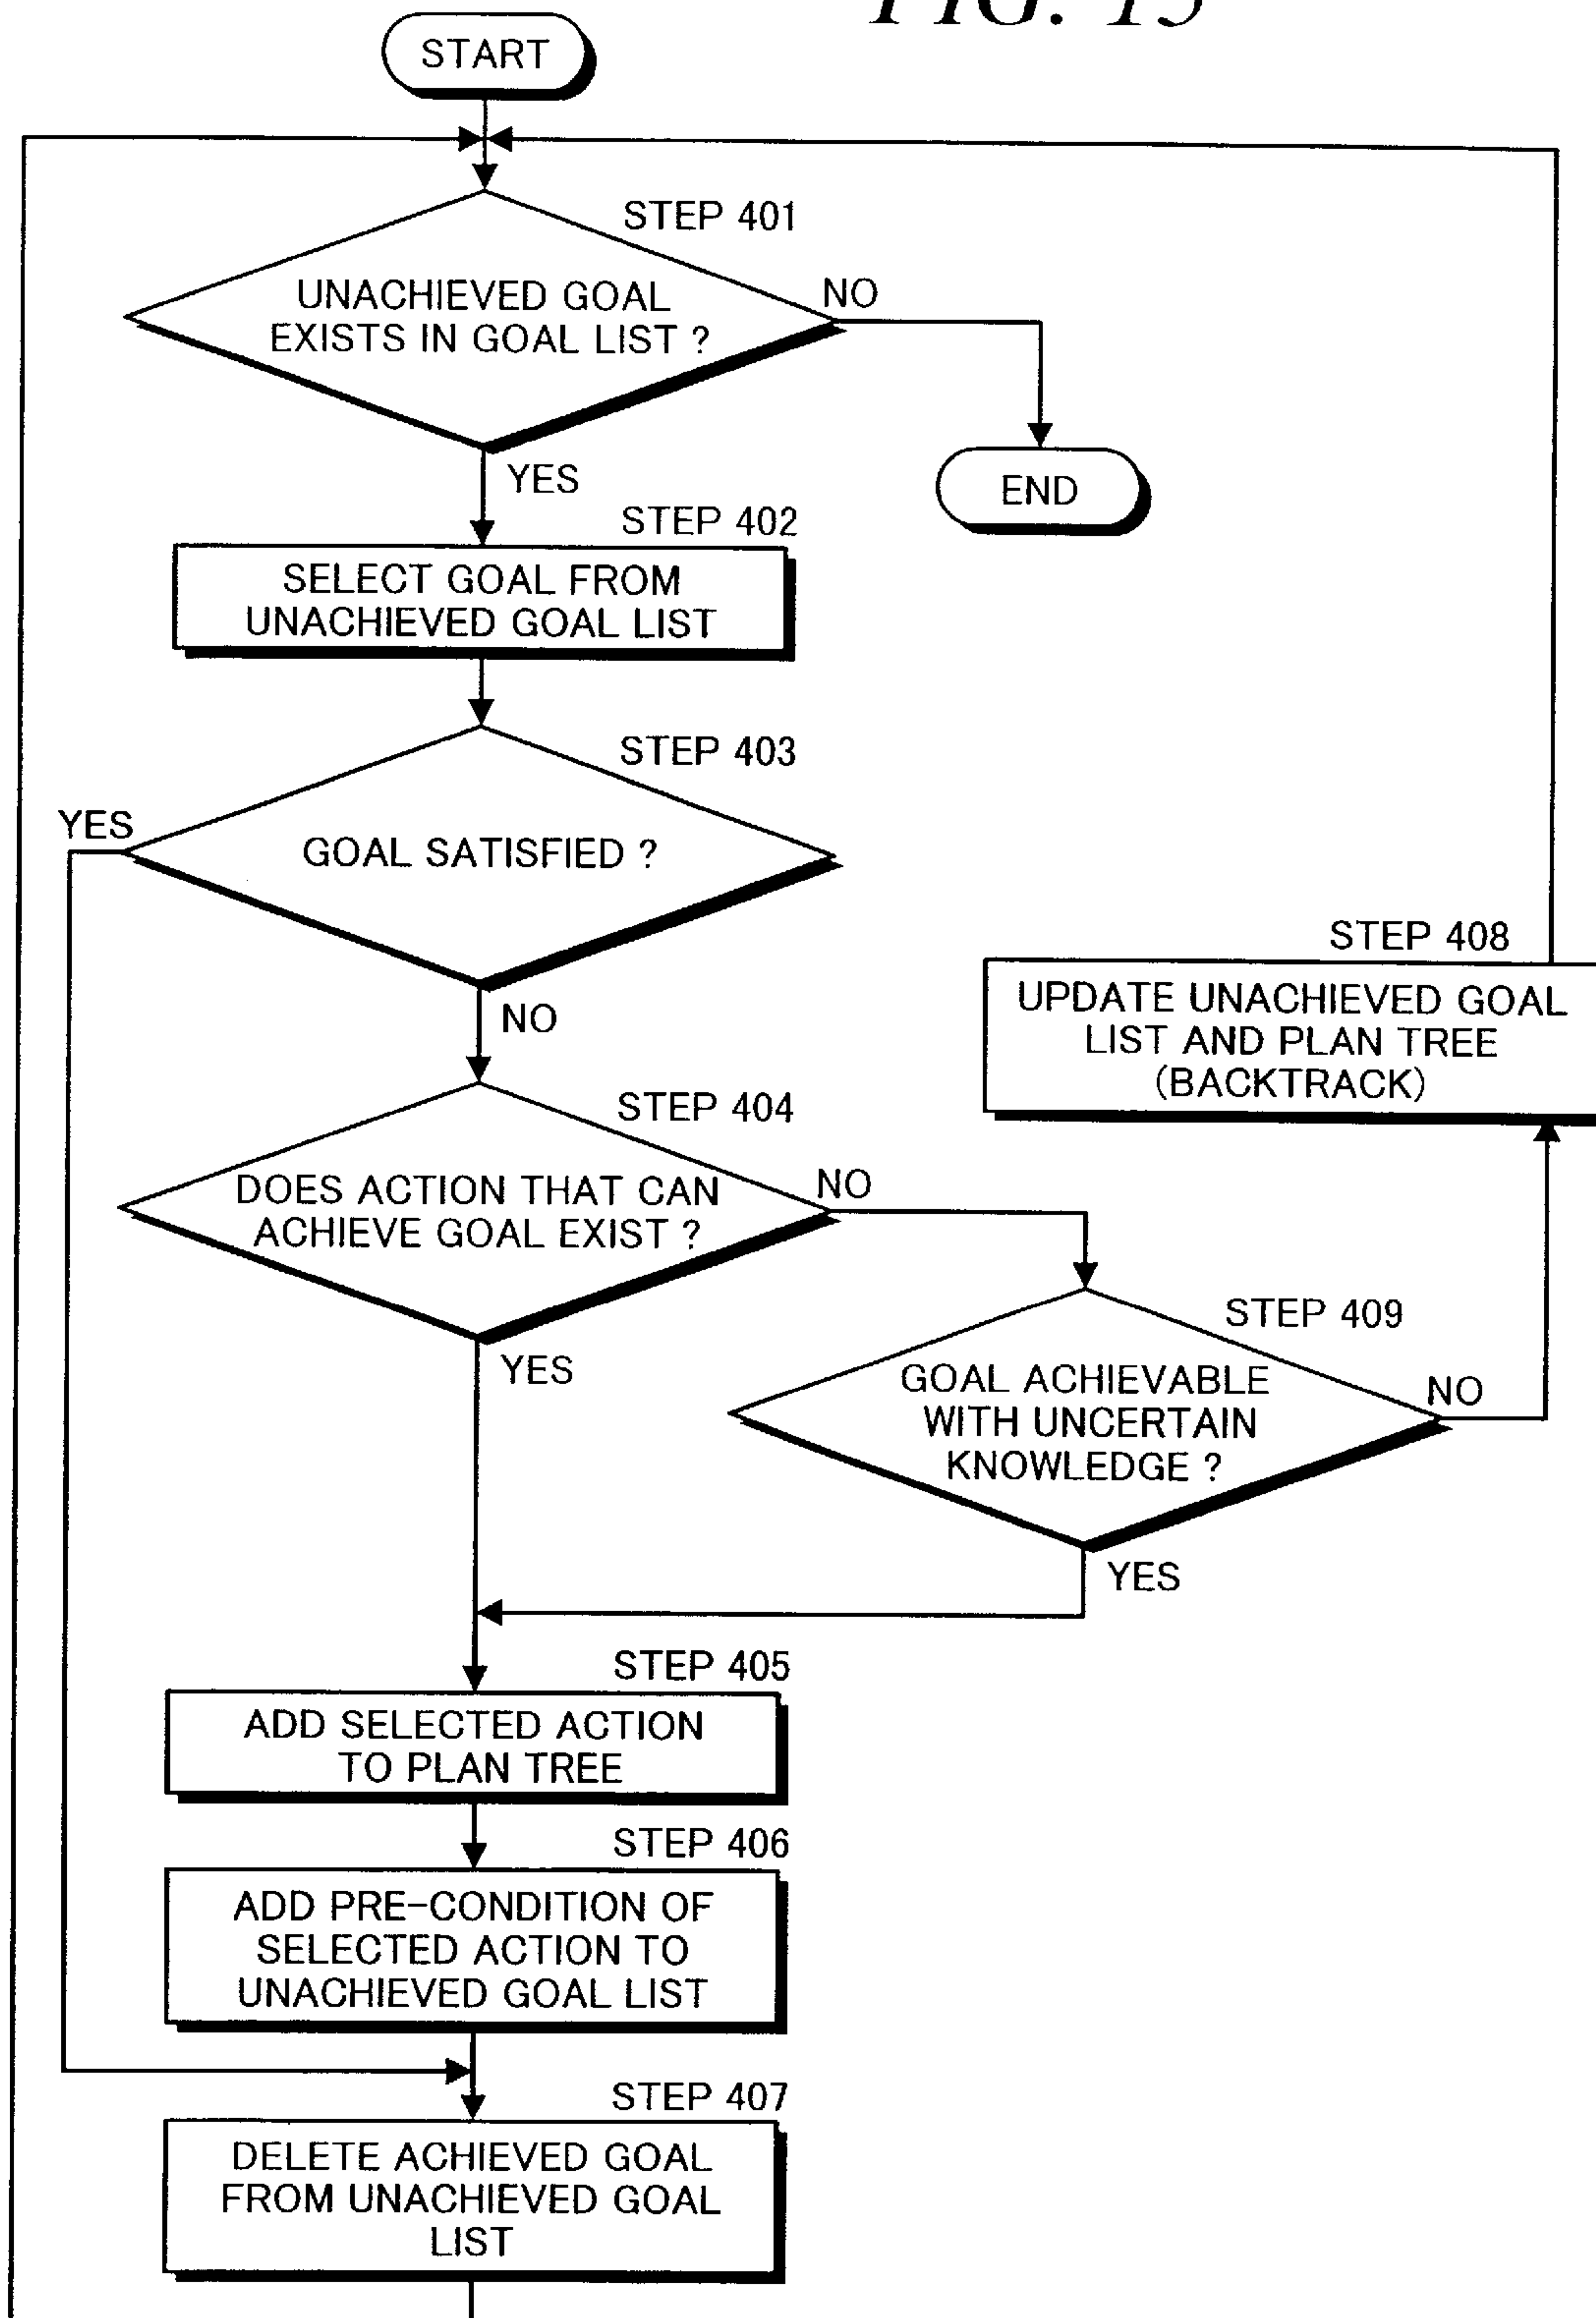 FIG. 15
START
STEP 401
UNACHIEVED GOAL
EXISTS IN GOAL LIST ?
NO
YES
END
STEP 402
SELECT GOAL FROM
UNACHIEVED GOAL LIST
STEP 403
YES
GOAL SATISFIED ?
NO
STEP 408
UPDATE UNACHIEVED GOAL
LIST AND PLAN TREE
(BACKTRACK)
STEP 404
DOES ACTION THAT CAN
ACHIEVE GOAL EXIST ?
NO
YES
STEP 409
GOAL ACHIEVABLE
WITH UNCERTAIN
KNOWLEDGE ?
NO
YES
STEP 405
ADD SELECTED ACTION
TO PLAN TREE
STEP 406
ADD PRE-CONDITION OF
SELECTED ACTION TO
UNACHIEVED GOAL LIST
STEP 407
DELETE ACHIEVED GOAL
FROM UNACHIEVED GOAL
LIST